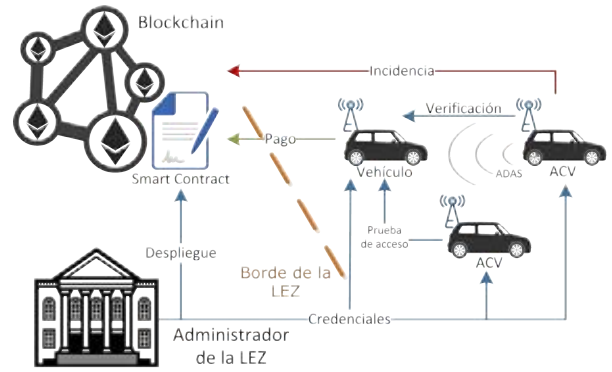 Blockchain
Incidencia
Verificación
Pago
Smart Contract
Vehículo
ADAS
ACV
Prueba
de acceso
Despliegue
ACV
Borde de la
LEZ
Credenciales
Administrador
de la LEZ